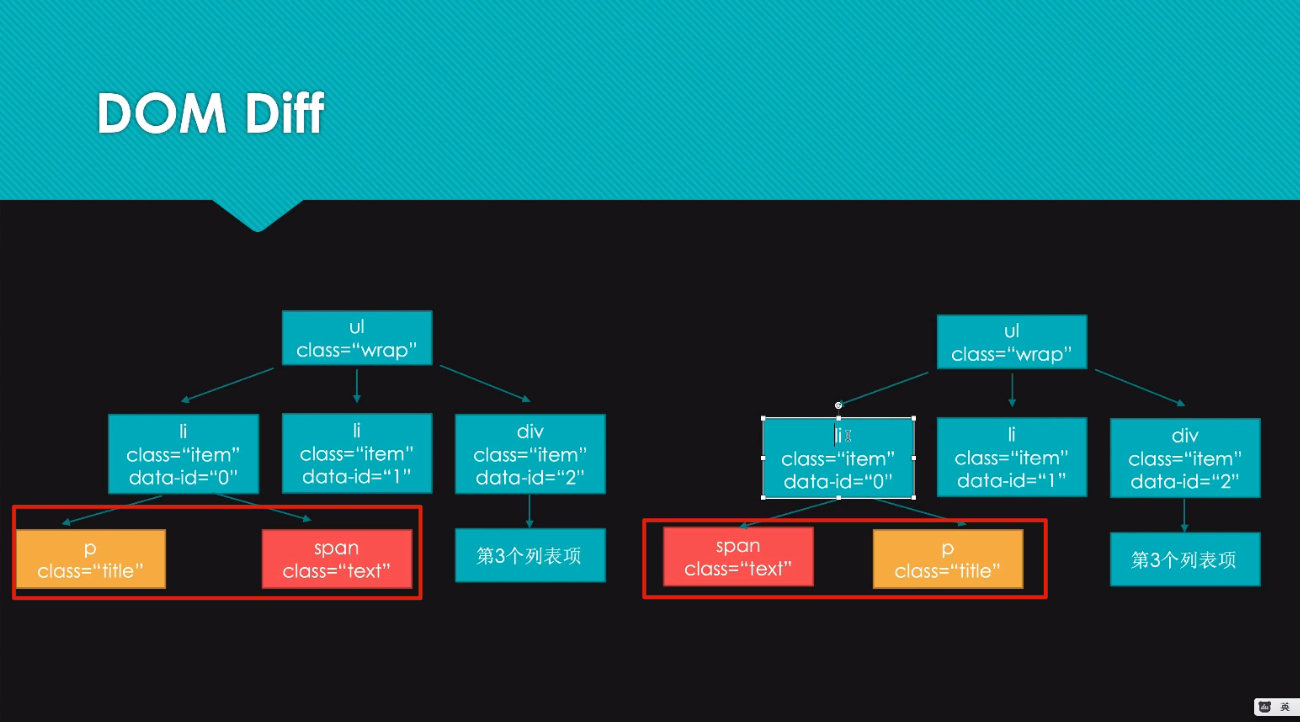 DOM Diff
ul
class=“wrap”
li
class=“item”
data-id=“0”
li
class=“item”
data-id=“1”
div
class=“item”
data-id=“2”
p
class=“title”
span
class=“text”
第3个列表项
ul
class=“wrap”
li
class=“item”
data-id=“0”
li
class=“item”
data-id=“1”
div
class=“item”
data-id=“2”
span
class=“text”
p
class=“title”
第3个列表项
英